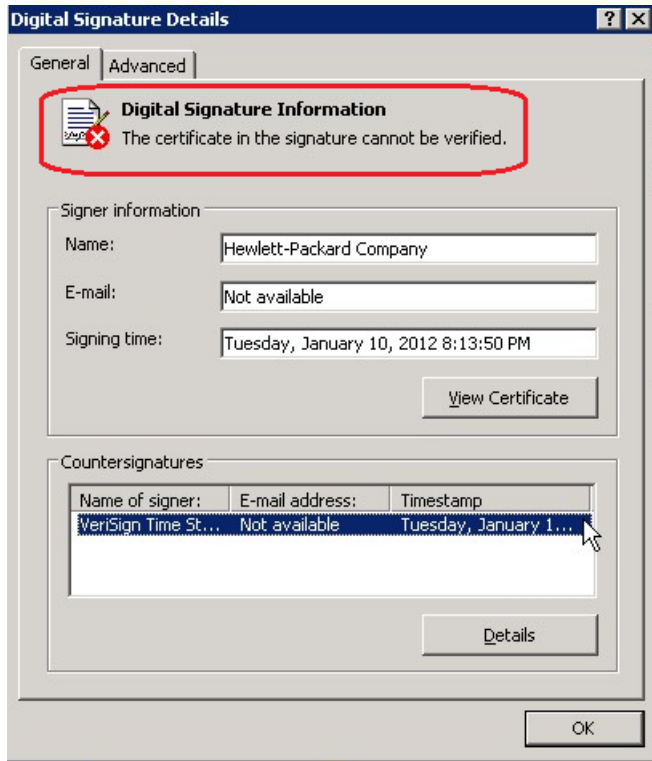 Digital Signature Details
General Advanced
Digital Signature Information
The certificate in the signature cannot be verified.
Signer information
Name: Hewlett-Packard Company
E-mail: Not available
Signing time: Tuesday, January 10, 2012 8:13:50 PM
View Certificate
Countersignatures
Name of signer: E-mail address: Timestamp
VeriSign Time St... Not available Tuesday, January 1...
Details
OK